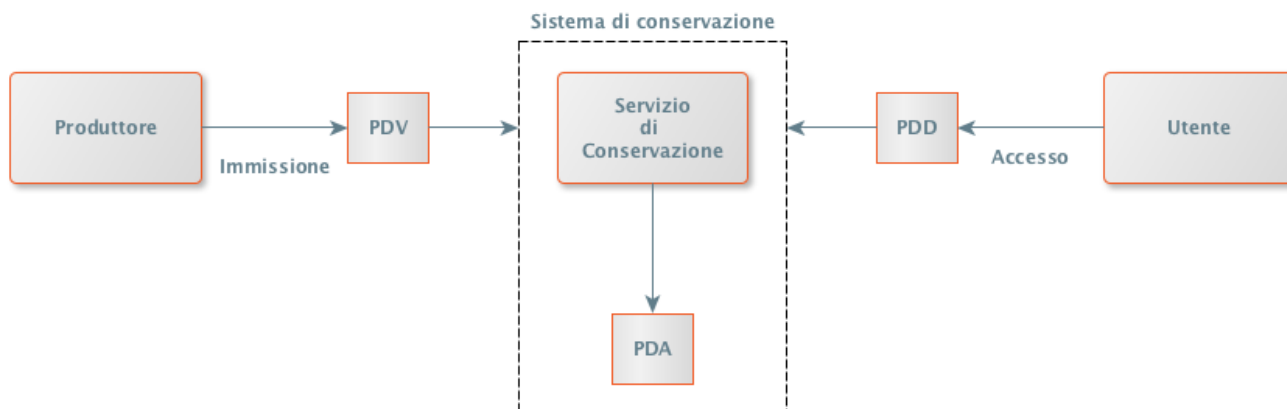 Sistema di conservazione
Produttore
Immissione
PDV
Servizio
di
Conservazione
PDA
PDD
Accesso
Utente